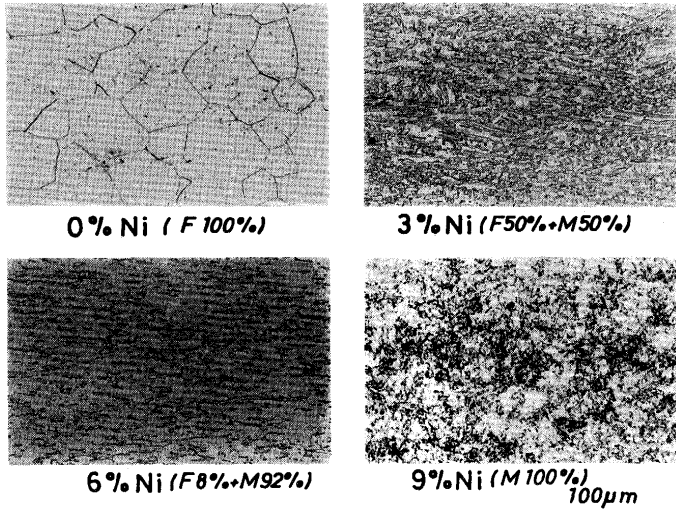 0%Ni (F 100%)
3%Ni (F50%+M50%)
6%Ni (F8%+M92%)
9%Ni (M 100%)
100μm